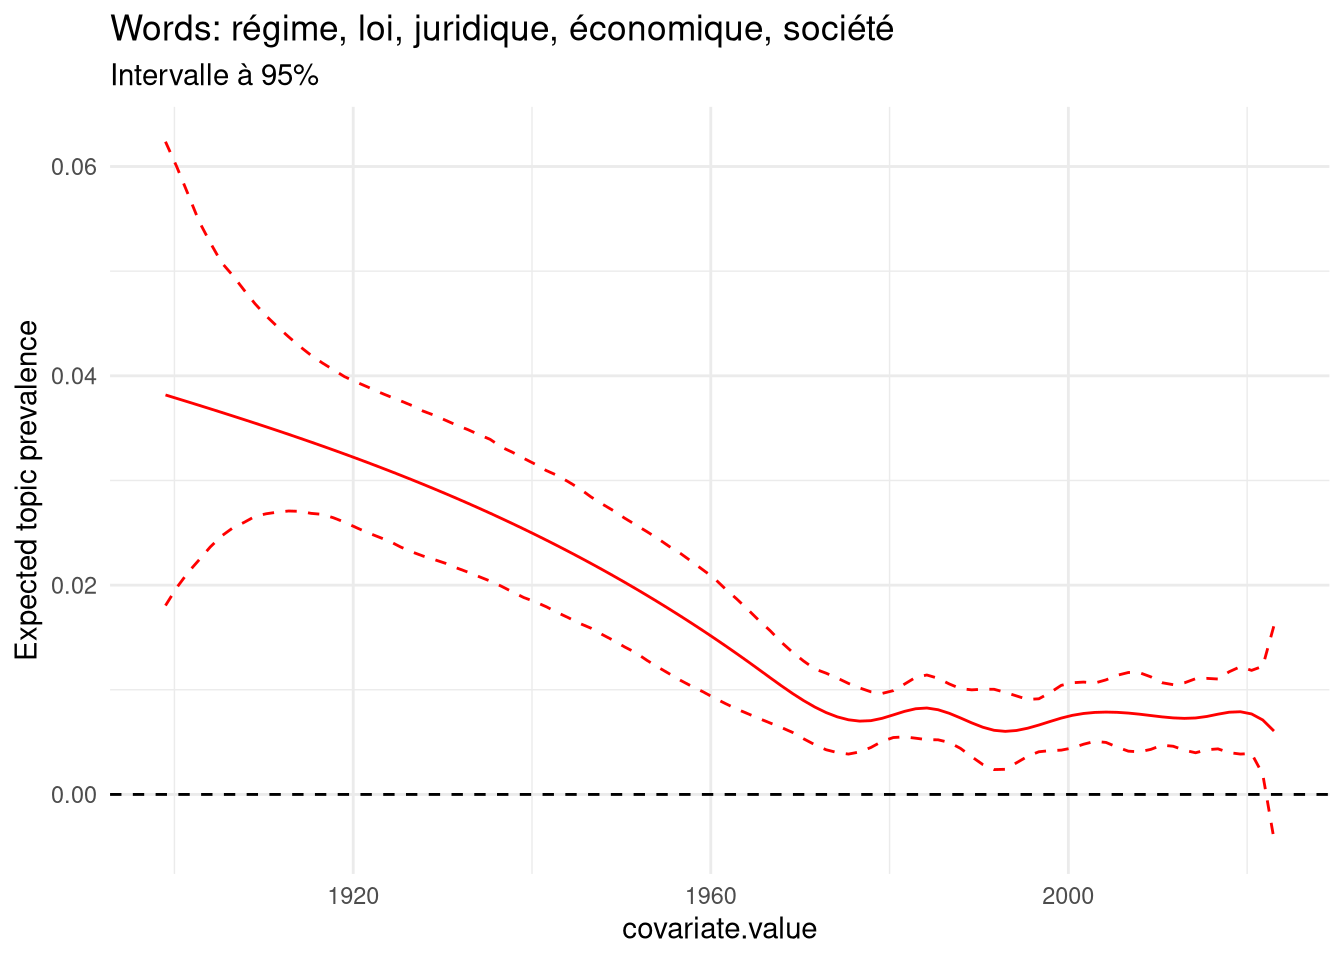 Words: régime, loi, juridique, économique, société
Intervalle à 95%
Expected topic prevalence
0.06
0.04
0.02
0.00
1920 1960 2000
covariate.value